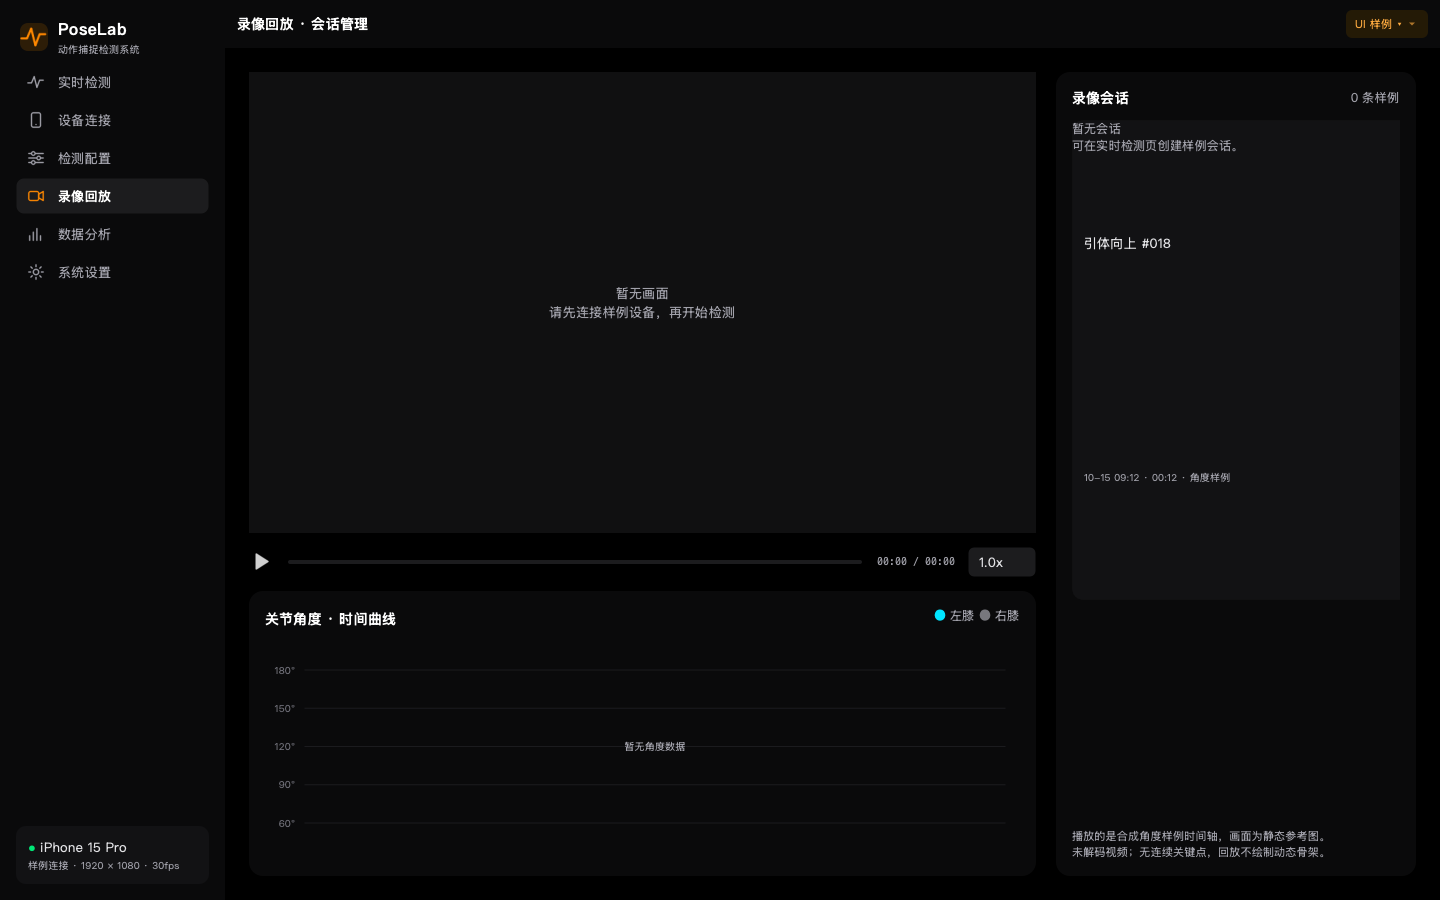 PoseLab
动作捕捉检测系统
实时检测
设备连接
检测配置
录像回放
数据分析
系统设置
iPhone 15 Pro
样例连接 · 1920 × 1080 · 30fps
录像回放 · 会话管理
UI 样例 •
暂无画面
请先连接样例设备，再开始检测
00:00 / 00:00
1.0x
关节角度 · 时间曲线
左膝 右膝
180°
150°
120°
90°
60°
暂无角度数据
录像会话
0 条样例
暂无会话
可在实时检测页创建样例会话。
引体向上 #018
10-15 09:12 · 00:12 · 角度样例
播放的是合成角度样例时间轴，画面为静态参考图。
未解码视频；无连续关键点，回放不绘制动态骨架。